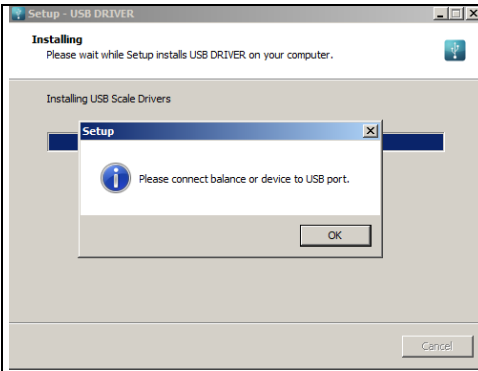 Setup - USB DRIVER
Installing
Please wait while Setup installs USB DRIVER on your computer.
Installing USB Scale Drivers
Setup
Please connect balance or device to USB port.
OK
Cancel